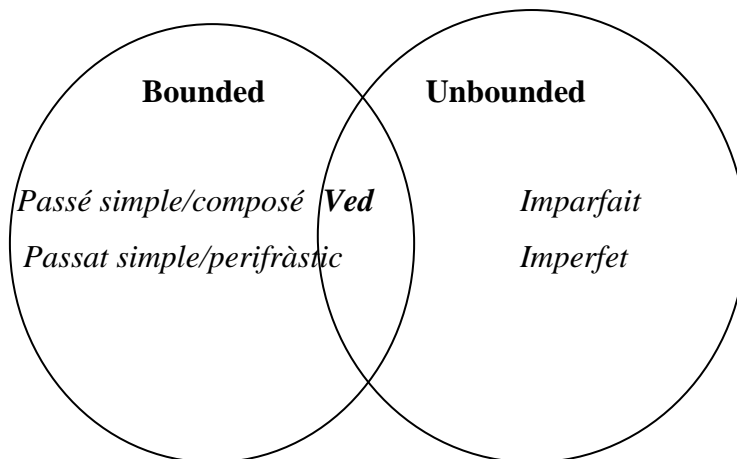 Bounded Unbounded
Passé simple/composé Ved Imparfait
Passat simple/perifràstic Imperfet